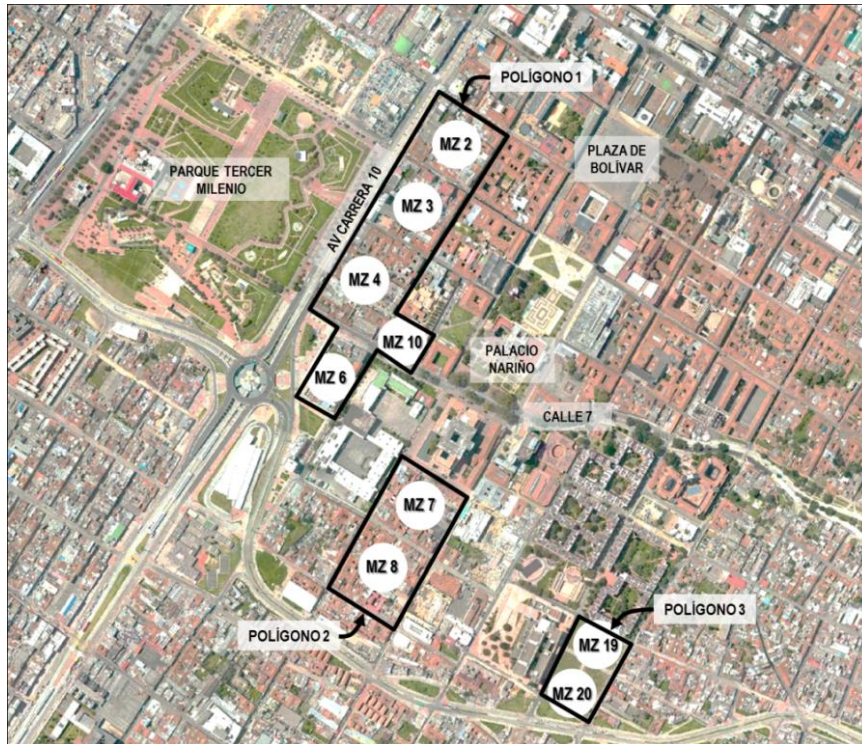 POLÍGONO 1
MZ 2
PLAZA DE
BOLÍVAR
PARQUE TERCER
MILENIO
AV CARRERA 10
MZ 3
MZ 4
MZ 10
PALACIO
NARIÑO
MZ 6
CALLE 7
MZ 7
MZ 8
POLÍGONO 2
POLÍGONO 3
MZ 19
MZ 20